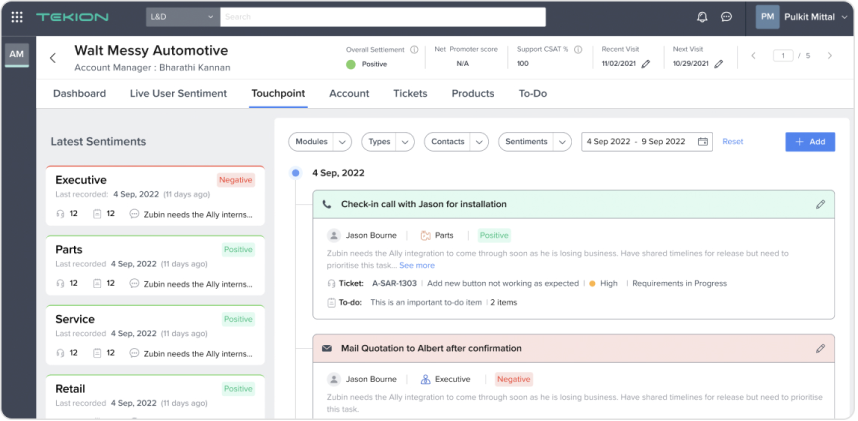 TEKION
L&D
Search
PM
Pulkit Mittal
AM
Walt Messy Automotive
Account Manager : Bharathi Kannan
Overall Settlement
Positive
Net Promoter score
N/A
Support CSAT %
100
Recent Visit
11/02/2021
Next Visit
10/29/2021
1 / 5
Dashboard
Live User Sentiment
Touchpoint
Account
Tickets
Products
To-Do
Latest Sentiments
Executive
Negative
Last recorded: 4 Sep, 2022 (11 days ago)
12 12 Zubin needs the Ally interns...
Parts
Positive
Last recorded 4 Sep, 2022 (11 days ago)
12 12 Zubin needs the Ally interns...
Service
Positive
Last recorded 4 Sep, 2022 (11 days ago)
12 12 Zubin needs the Ally interns...
Retail
Positive
Last recorded 4 Sep, 2022 (11 days ago)
Modules
Types
Contacts
Sentiments
4 Sep 2022 - 9 Sep 2022
Reset
+ Add
4 Sep, 2022
Check-in call with Jason for installation
Jason Bourne | Parts | Positive
Zubin needs the Ally integration to come through soon as he is losing business. Have shared timelines for release but need to
prioritise this task... See more
Ticket: A-SAR-1303 | Add new button not working as expected | High | Requirements in Progress
To-do: This is an important to-do item | 2 items
Mail Quotation to Albert after confirmation
Jason Bourne | Executive | Negative
Zubin needs the Ally integration to come through soon as he is losing business. Have shared timelines for release but need to prioritise
this task.